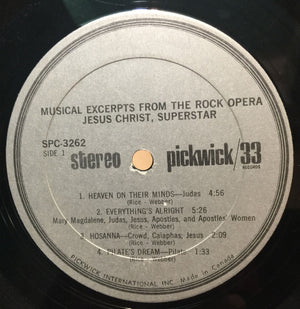 MUSICAL EXCERPTS FROM THE ROCK OPERA
JESUS CHRIST, SUPERSTAR
SPC-3262
SIDE 1
stereo
pickwick/33
RECORDS
1. HEAVEN ON THEIR MINDS—Judas 4:56
(Rice - Webber)
2. EVERYTHING'S ALRIGHT 5:26
Mary Magdalene, Judas, Jesus, Apostles, and Apostles' Women
(Rice - Webber)
3. HOSANNA—Crowd, Caiaphas, Jesus 2:09
(Rice - Webber)
4. PILATE'S DREAM—Pilate 1:33
(Rice - Webber)
PICKWICK INTERNATIONAL INC. Made in Canada